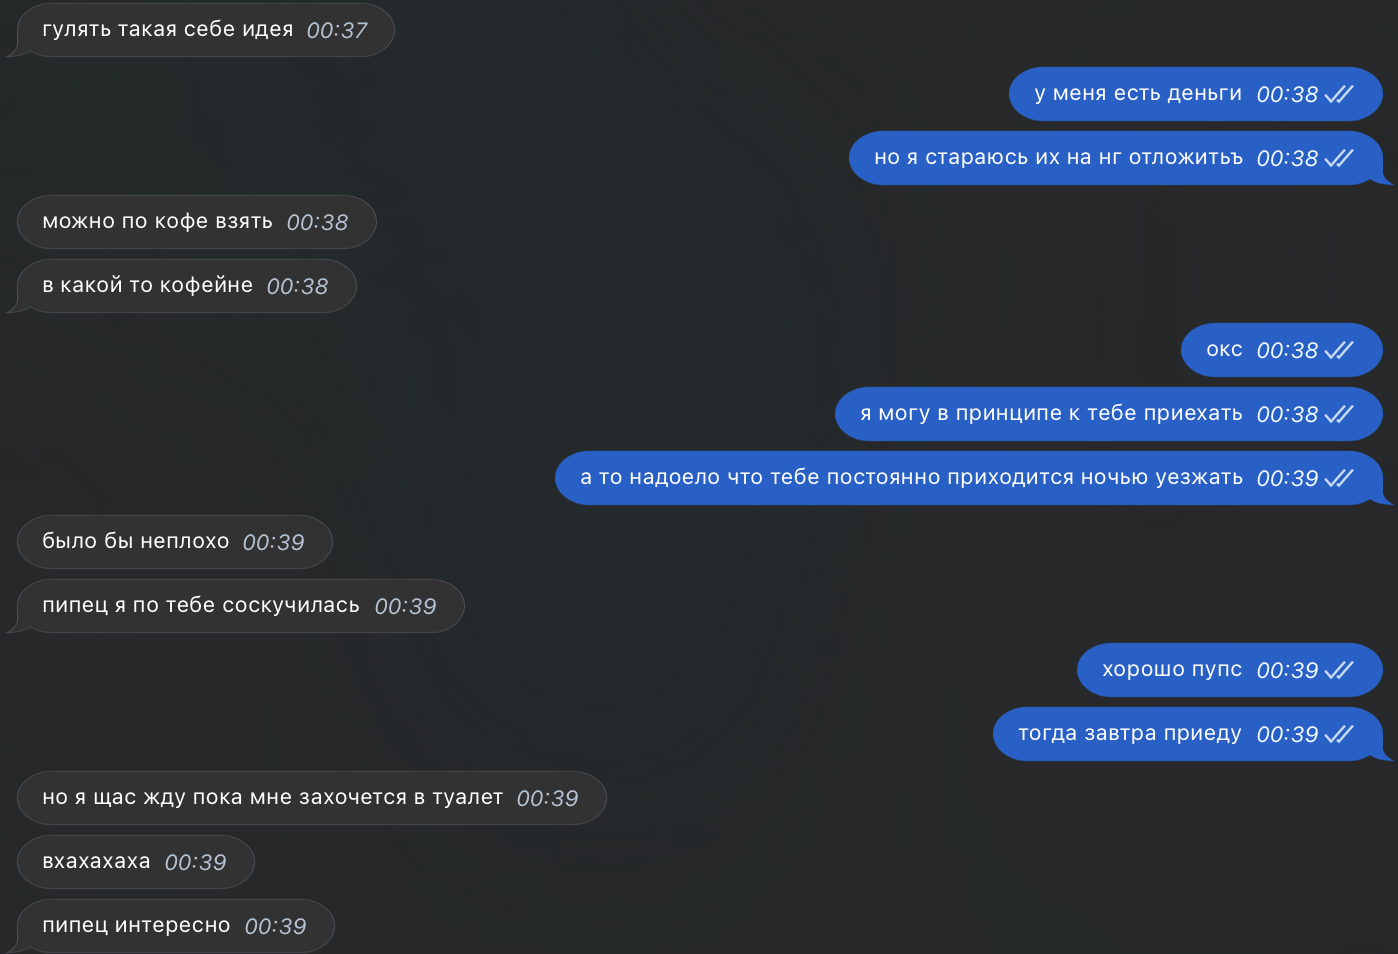 гулять такая себе идея 00:37
у меня есть деньги 00:38
но я стараюсь их на нг отложитьъ 00:38
можно по кофе взять 00:38
в какой то кофейне 00:38
окс 00:38
я могу в принципе к тебе приехать 00:38
а то надоело что тебе постоянно приходится ночью уезжать 00:39
было бы неплохо 00:39
пипец я по тебе соскучилась 00:39
хорошо пупс 00:39
тогда завтра приеду 00:39
но я щас жду пока мне захочется в туалет 00:39
вхахахаха 00:39
пипец интересно 00:39